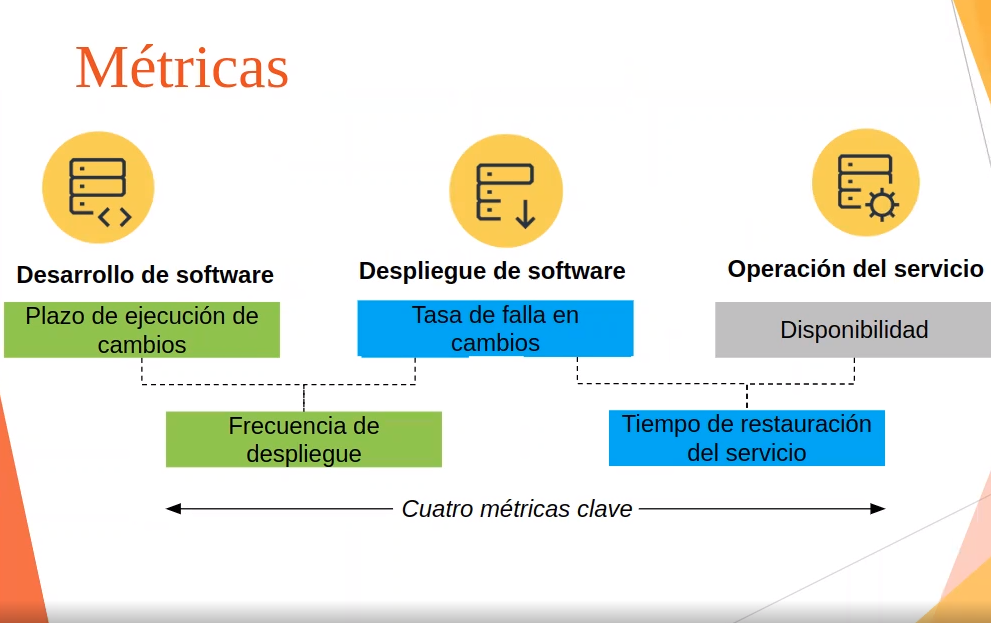 Métricas
Desarrollo de software
Despliegue de software
Operación del servicio
Plazo de ejecución de
cambios
Tasa de falla en
cambios
Disponibilidad
Frecuencia de
despliegue
Tiempo de restauración
del servicio
Cuatro métricas clave